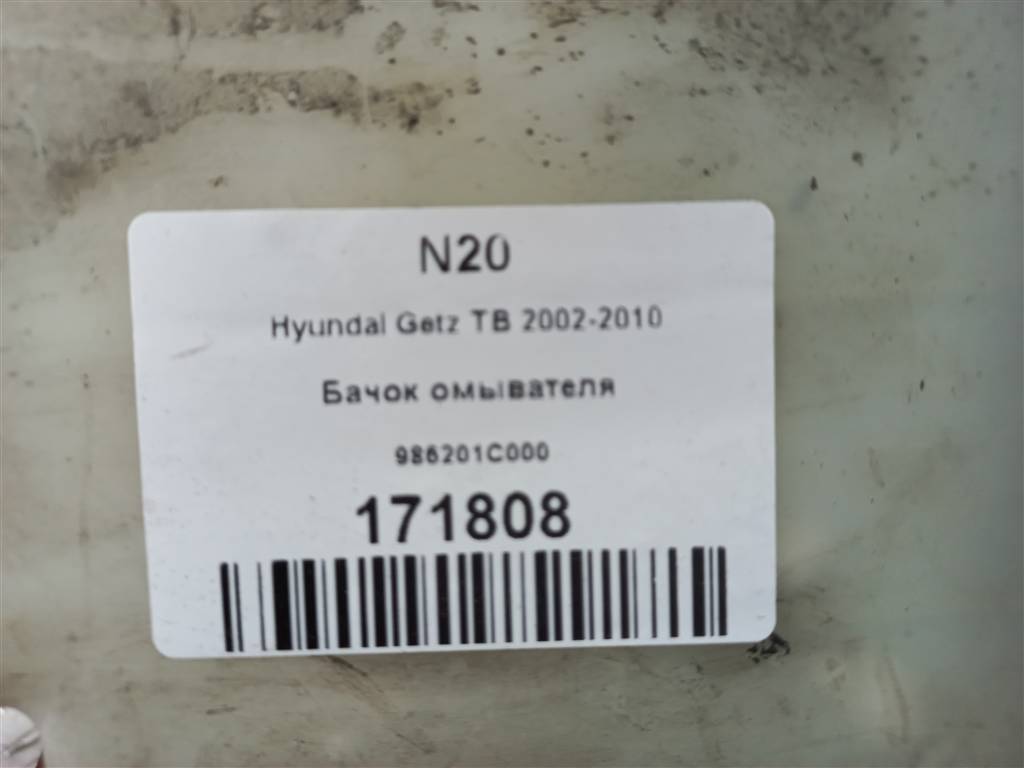 N20
Hyundai Getz TB 2002-2010
Бачок омывателя
986201C000
171808